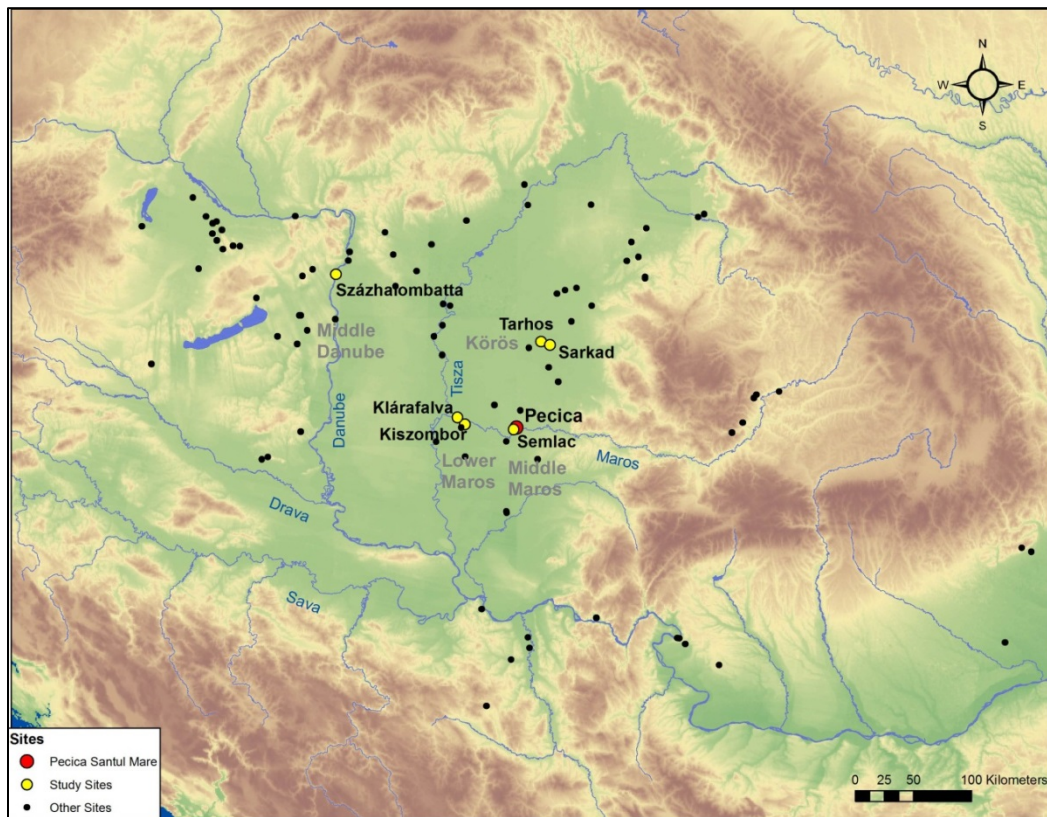 N
W E
S
Százhalombatta
Middle
Danube
Tarhos
Körös
Sarkad
Tisza
Danube
Klárafalva
Pecica
Kiszombor
Semlac
Lower
Maros
Middle
Maros
Maros
Drava
Sava
Sites
Pecica Santul Mare
Study Sites
Other Sites
0 25 50 100 Kilometers